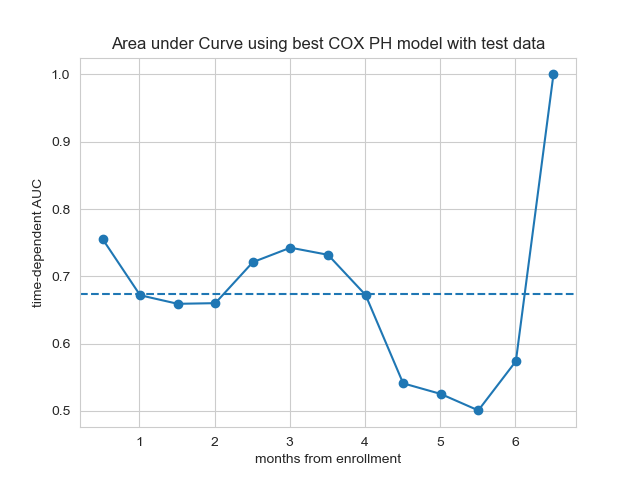 Area under Curve using best COX PH model with test data
1.0
0.9
0.8
0.7
0.6
0.5
time-dependent AUC
1 2 3 4 5 6
months from enrollment